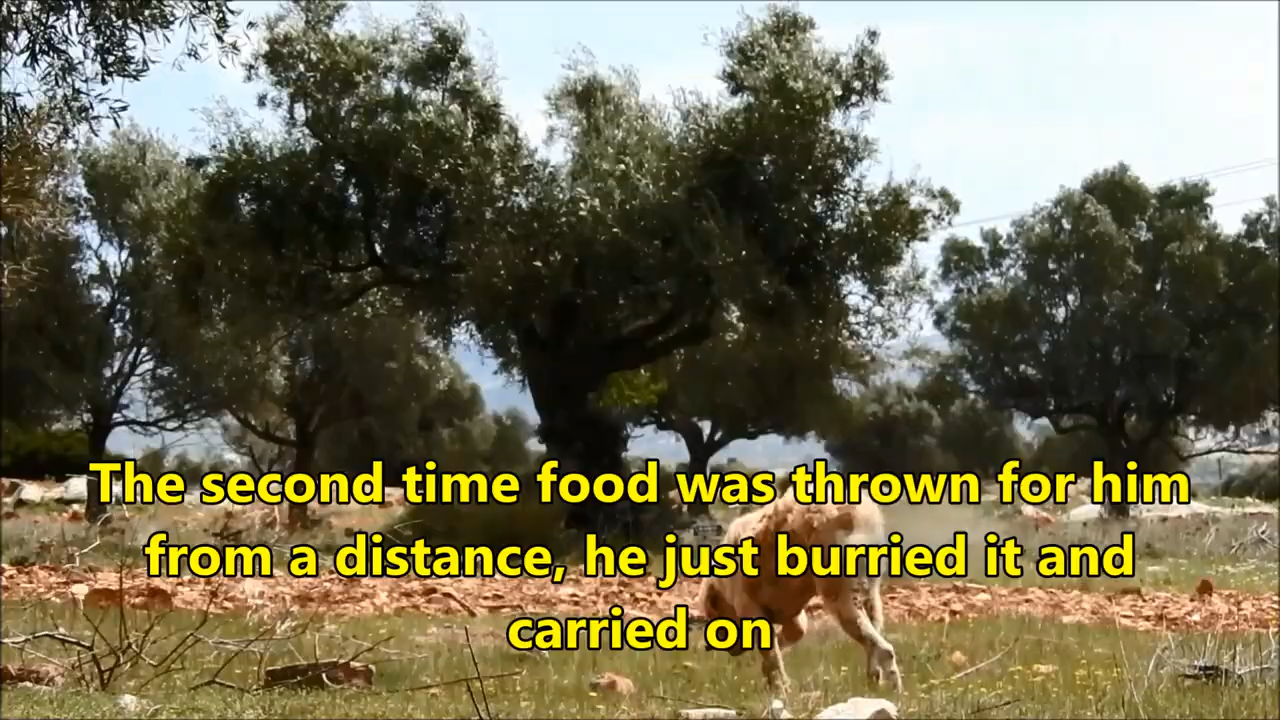 The second time food was thrown for him
from a distance, he just burried it and
carried on